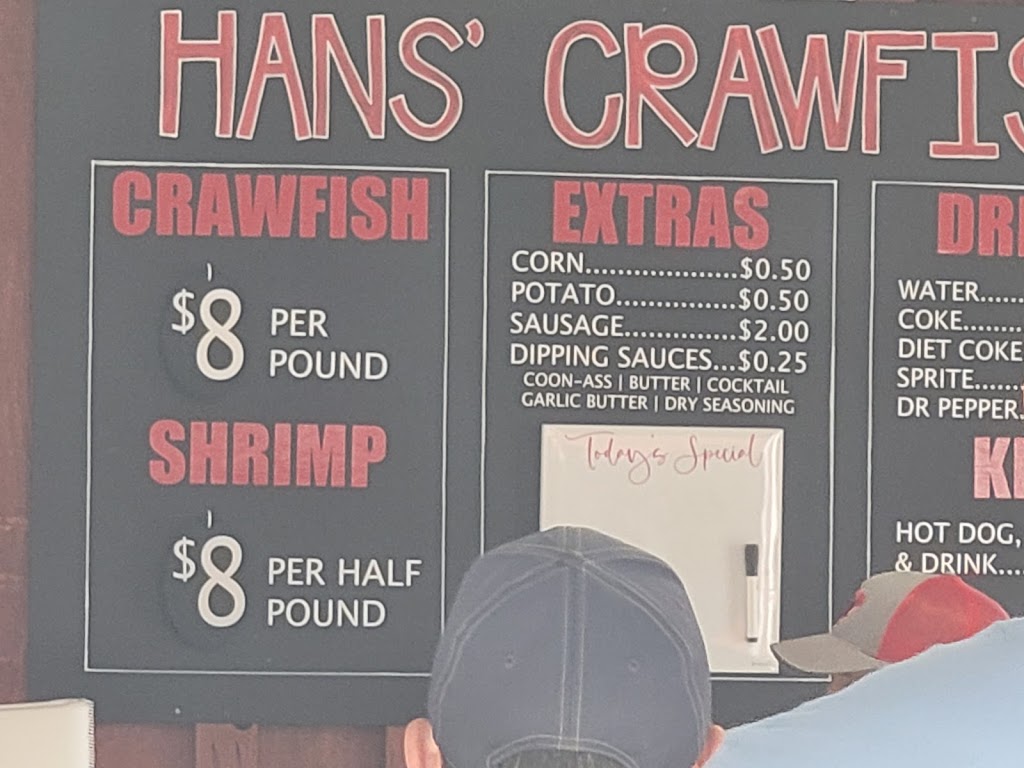 HANS' CRAWFIS
CRAWFISH
$8 PER
POUND
SHRIMP
$8 PER HALF
POUND
EXTRAS
CORN....................$0.50
POTATO................$0.50
SAUSAGE..............$2.00
DIPPING SAUCES...$0.25
COON-ASS | BUTTER | COCKTAIL
GARLIC BUTTER | DRY SEASONING
Today's Special
DRI
WATER......
COKE........
DIET COKE
SPRITE......
DR PEPPER.
KI
HOT DOG,
& DRINK....